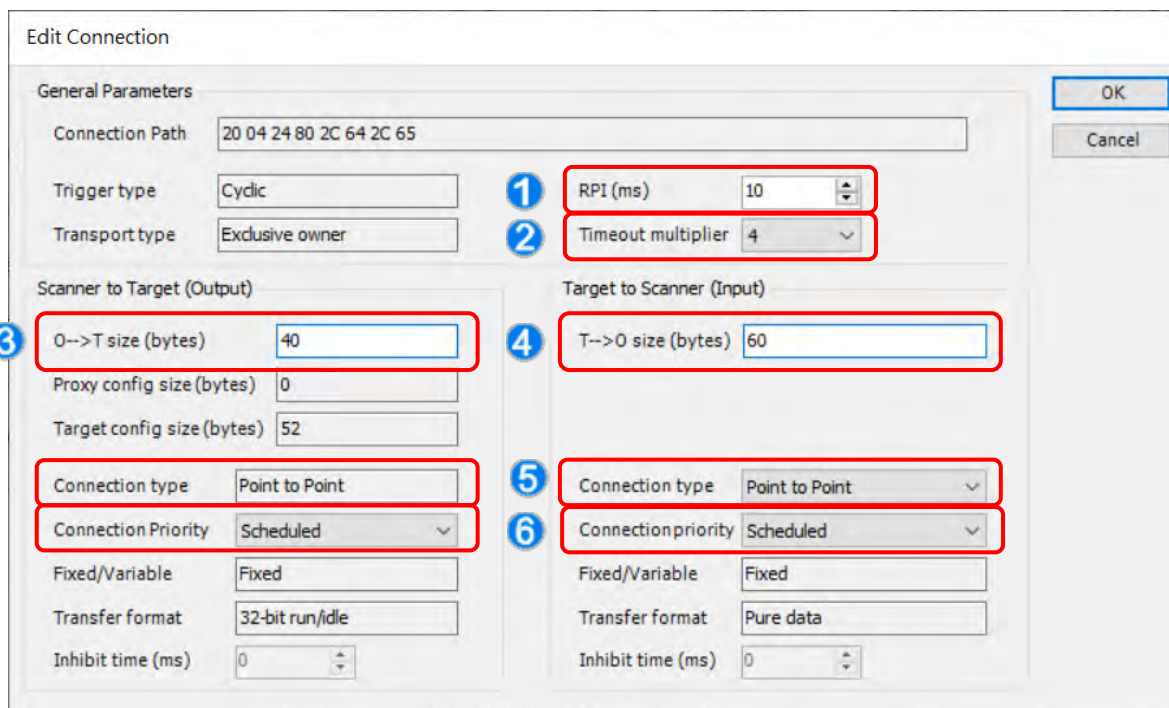 Edit Connection
General Parameters
OK
Connection Path 20 04 24 80 2C 64 2C 65
Cancel
Trigger type Cyclic 1 RPI (ms) 10
Transport type Exclusive owner 2 Timeout multiplier 4
Scanner to Target (Output) Target to Scanner (Input)
3 O-->T size (bytes) 40 4 T-->O size (bytes) 60
Proxy config size (bytes) 0
Target config size (bytes) 52
Connection type Point to Point 5 Connection type Point to Point
Connection Priority Scheduled 6 Connection priority Scheduled
Fixed/Variable Fixed Fixed/Variable Fixed
Transfer format 32-bit run/idle Transfer format Pure data
Inhibit time (ms) 0 Inhibit time (ms) 0